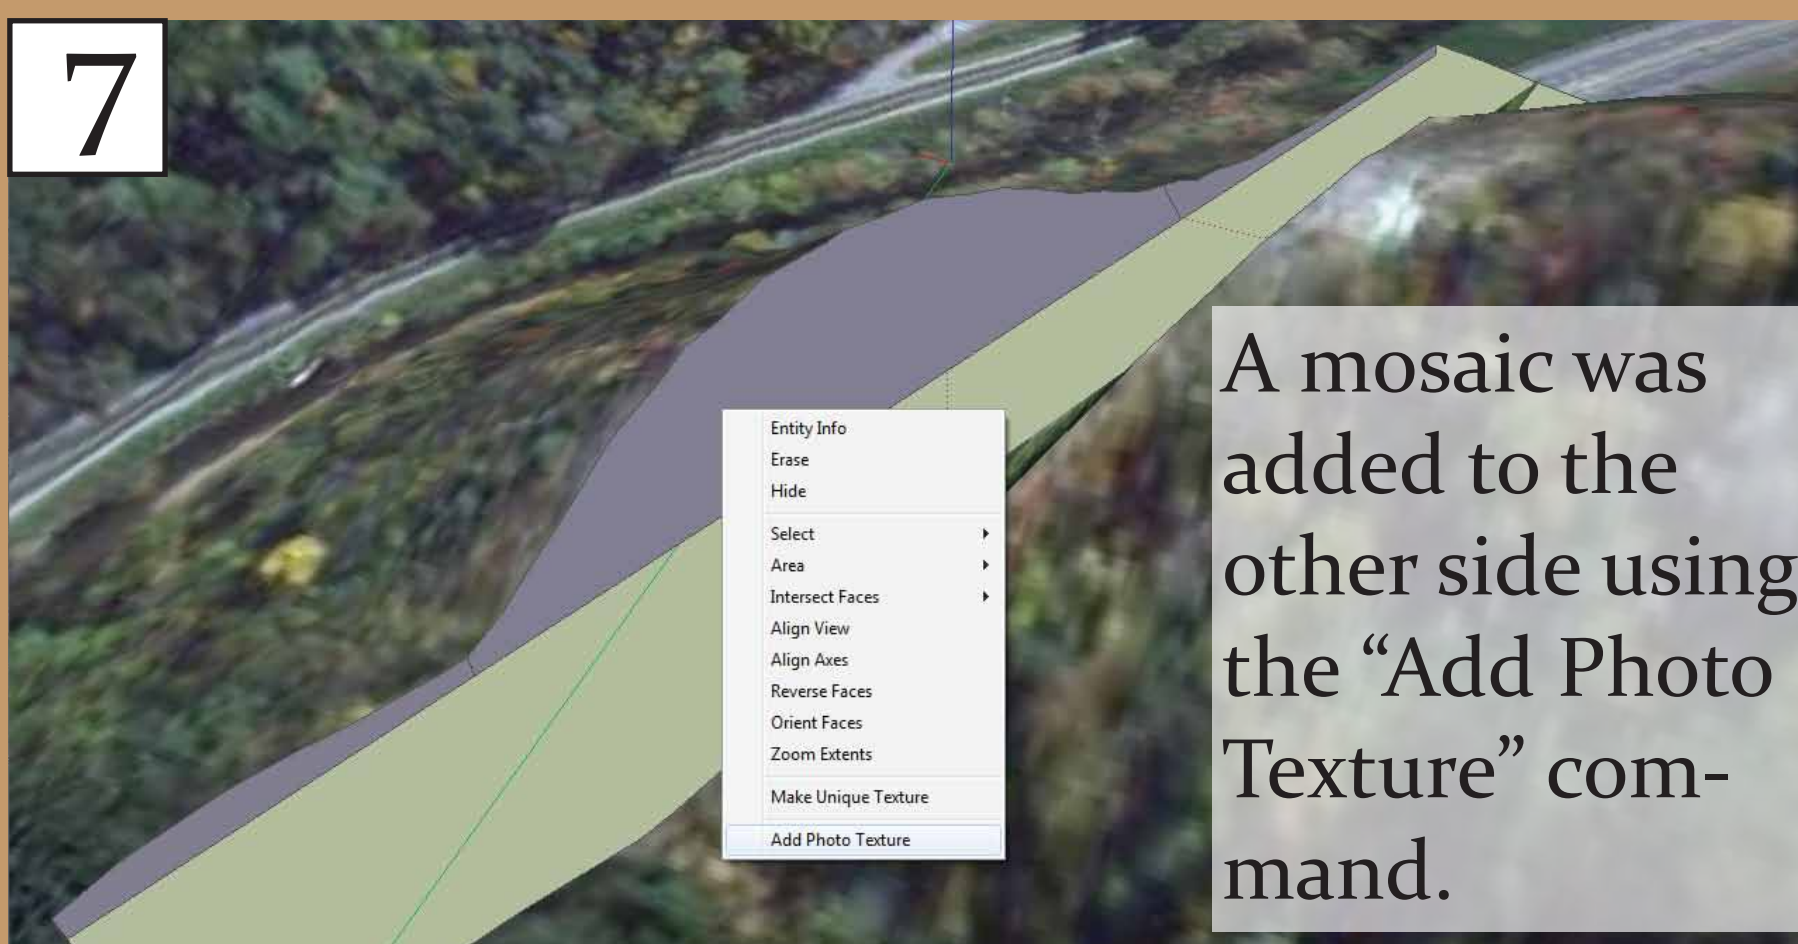 7
Entity Info
Erase
Hide
Select
Area
Intersect Faces
Align View
Align Axes
Reverse Faces
Orient Faces
Zoom Extents
Make Unique Texture
Add Photo Texture
A mosaic was
added to the
other side using
the “Add Photo
Texture” com-
mand.